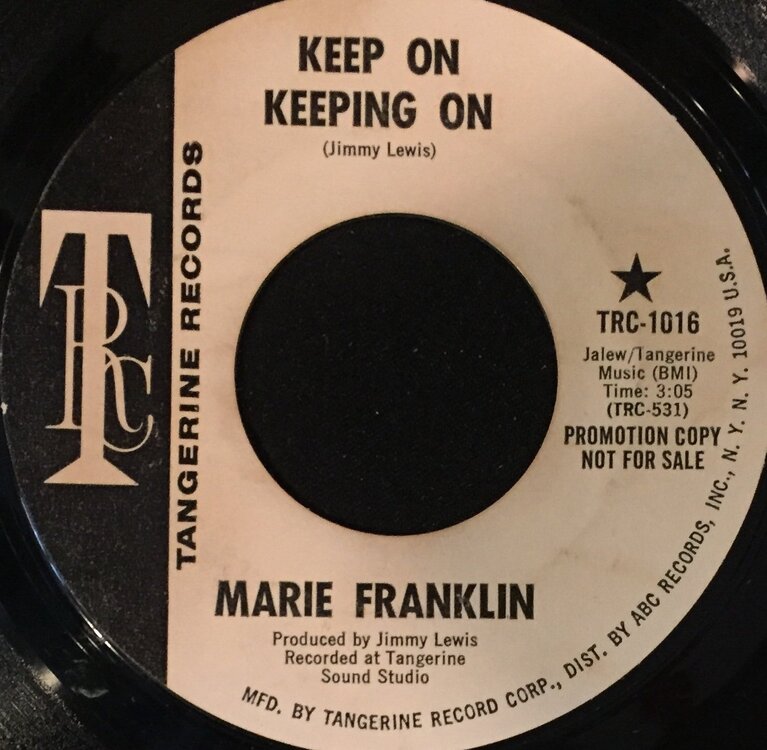 KEEP ON
KEEPING ON
(Jimmy Lewis)
TRC
TANGERINE RECORDS
★
TRC-1016
Jalew/Tangerine
Music (BMI)
Time: 3:05
(TRC-531)
PROMOTION COPY
NOT FOR SALE
MARIE FRANKLIN
Produced by Jimmy Lewis
Recorded at Tangerine
Sound Studio
MFD. BY TANGERINE RECORD CORP., DIST. BY ABC RECORDS, INC., N. Y. N. Y. 10019 U.S.A.